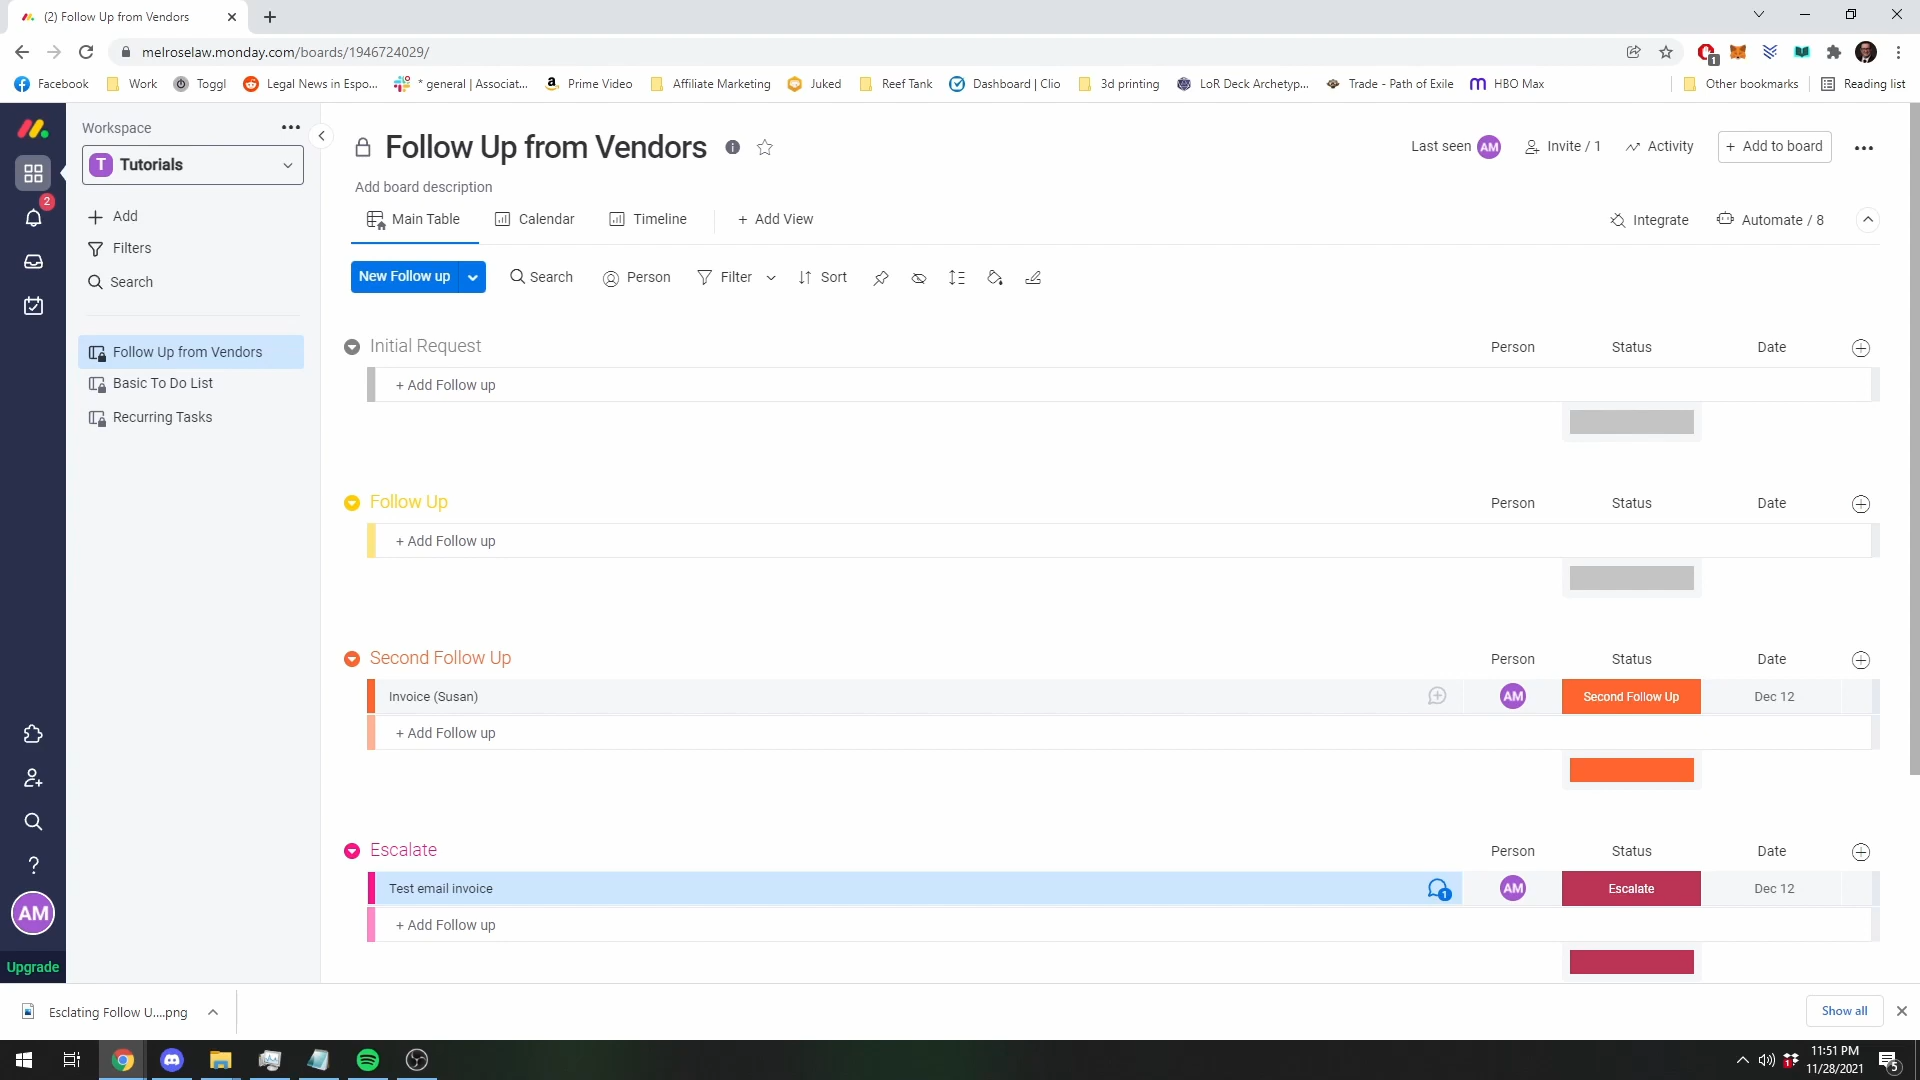 (2) Follow Up from Vendors
melroselaw.monday.com/boards/1946724029/
1
Facebook Work Toggl Legal News in Espo... * general | Associat... Prime Video Affiliate Marketing Juked Reef Tank Dashboard | Clio 3d printing LoR Deck Archetyp... Trade - Path of Exile HBO Max Other bookmarks Reading list
Workspace
T Tutorials
2
Add
Filters
Search
Follow Up from Vendors
Basic To Do List
Recurring Tasks
AM
Upgrade
Follow Up from Vendors
Last seen AM Invite / 1 Activity + Add to board
Add board description
Main Table Calendar Timeline + Add View Integrate Automate / 8
New Follow up Search Person Filter Sort
Initial Request Person Status Date
+ Add Follow up
Follow Up Person Status Date
+ Add Follow up
Second Follow Up Person Status Date
Invoice (Susan) AM Second Follow Up Dec 12
+ Add Follow up
Escalate Person Status Date
Test email invoice 1 AM Escalate Dec 12
+ Add Follow up
Esclating Follow U....png Show all
11:51 PM
11/28/2021
1
5